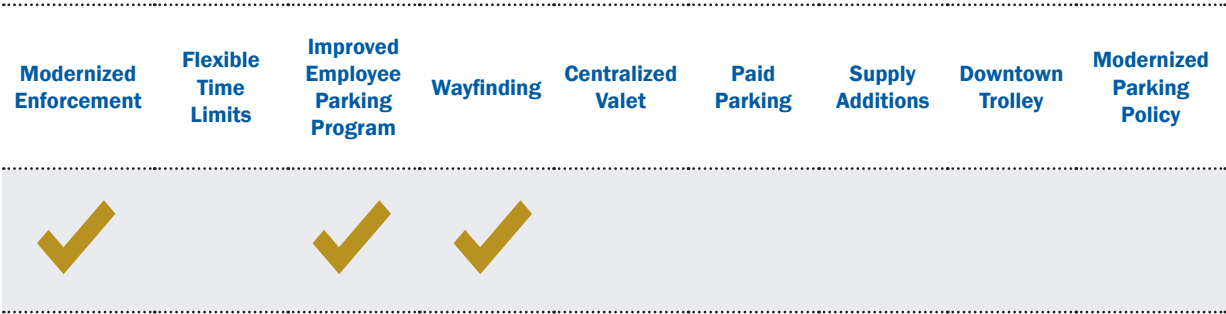 Modernized
Enforcement
Flexible
Time
Limits
Improved
Employee
Parking
Program
Wayfinding
Centralized
Valet
Paid
Parking
Supply
Additions
Downtown
Trolley
Modernized
Parking
Policy